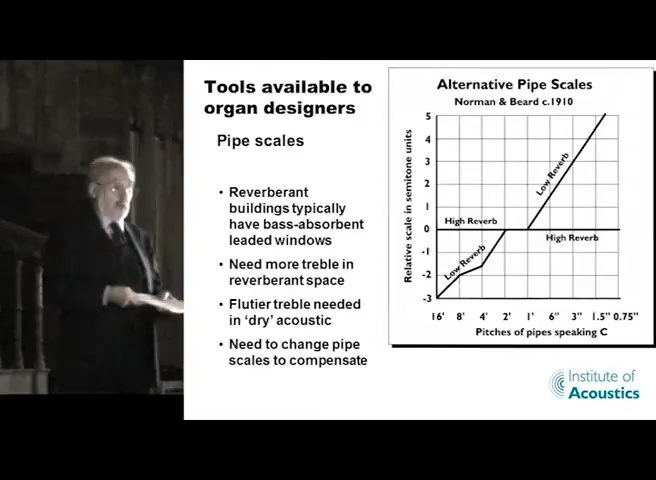 Tools available to
organ designers
Pipe scales
• Reverberant
buildings typically
have bass-absorbent
leaded windows
• Need more treble in
reverberant space
• Flutier treble needed
in ‘dry’ acoustic
• Need to change pipe
scales to compensate
Alternative Pipe Scales
Norman & Beard c.1910
Relative scale in semitone units
5
4
3
2
1
0
-1
-2
-3
High Reverb
Low Reverb
Low Reverb
High Reverb
16' 8' 4' 2' 1' 6" 3" 1.5" 0.75"
Pitches of pipes speaking C
Institute of
Acoustics